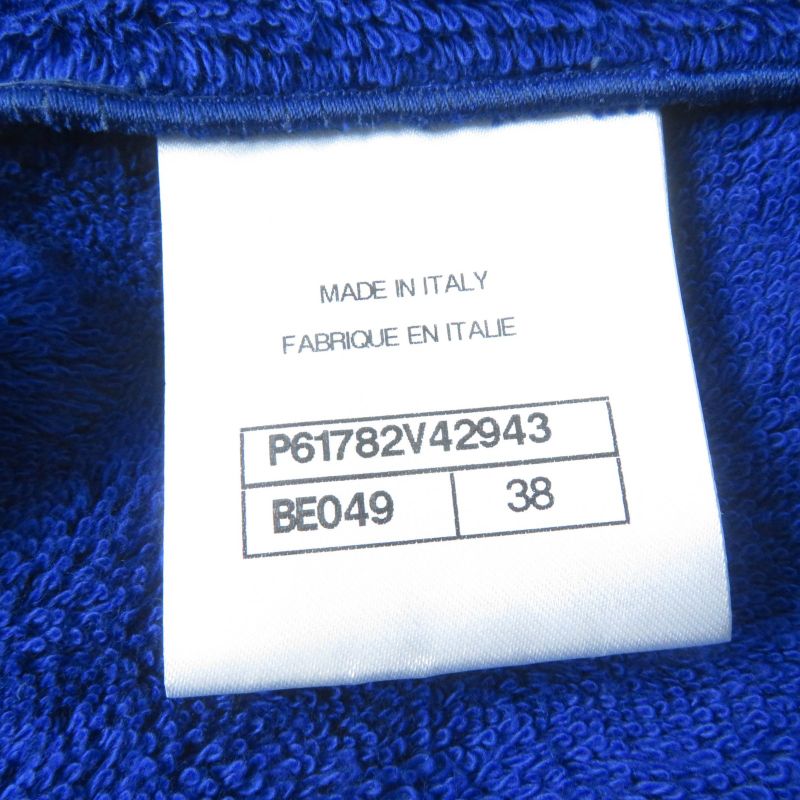 MADE IN ITALY
FABRIQUE EN ITALIE
P61782V42943
BE049 38